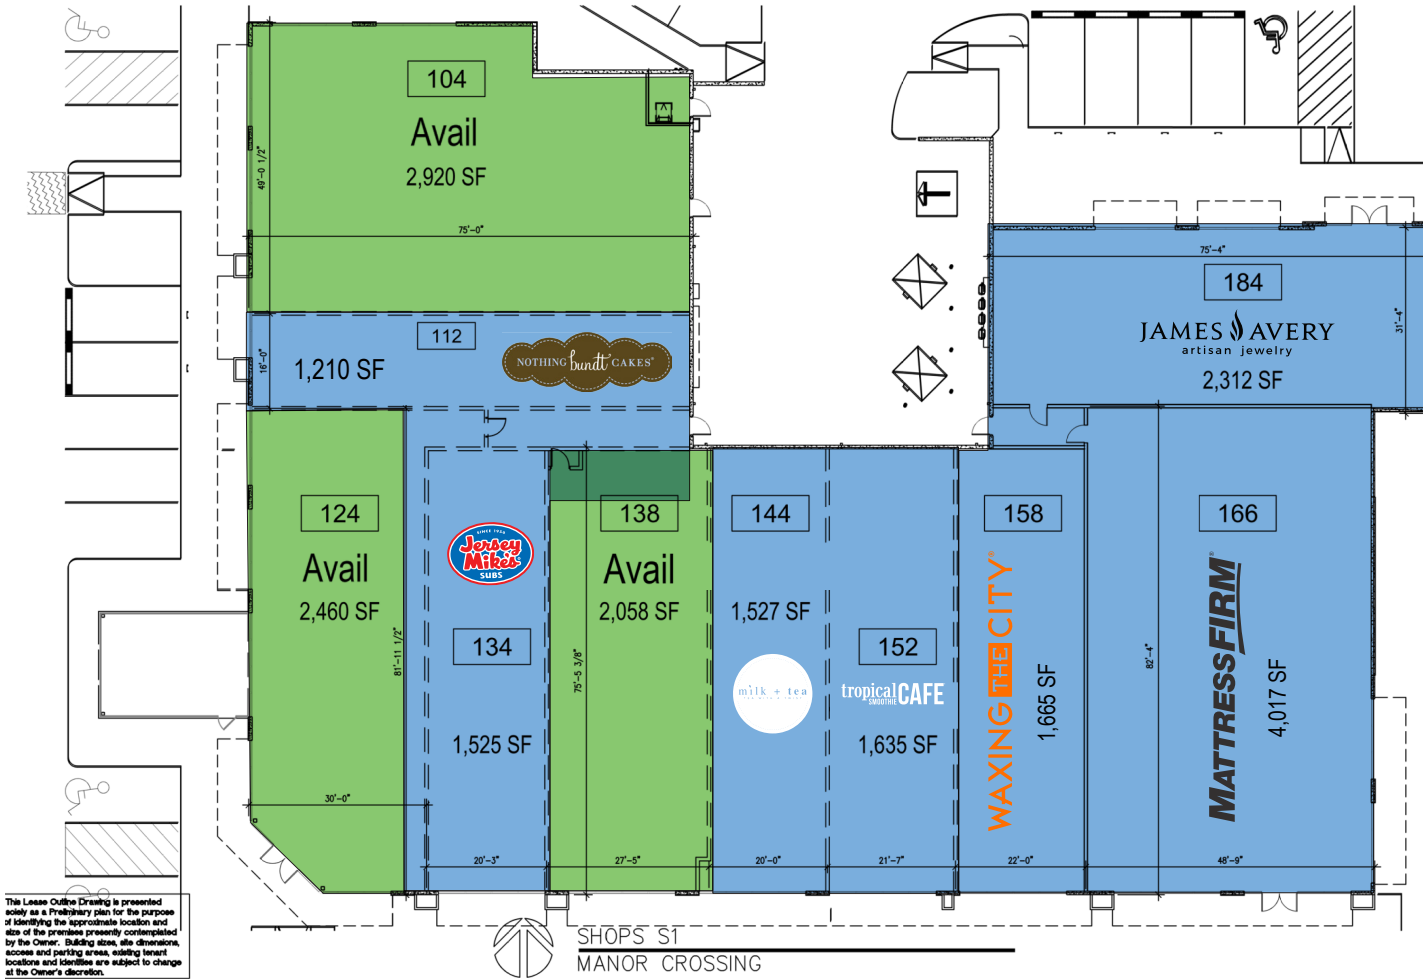 104
Avail
2,920 SF
49'-0 1/2"
75'-0"
112
1,210 SF
16'-0"
NOTHING bundt CAKES®
184
75'-4"
JAMES AVERY
artisan jewelry
2,312 SF
31'-4"
124
Avail
2,460 SF
81'-11 1/2"
30'-0"
SINCE 1956
Jersey
Mike's
SUBS
134
1,525 SF
20'-3"
138
Avail
2,058 SF
75'-5 3/8"
27'-5"
144
1,527 SF
milk + tea
20'-0"
152
tropical
SMOOTHIE
CAFE
1,635 SF
21'-7"
158
WAXING THE CITY®
1,665 SF
22'-0"
166
MATTRESSFIRM®
4,017 SF
82'-4"
48'-9"
This Lease Outline Drawing is presented
solely as a Preliminary plan for the purpose
of identifying the approximate location and
size of the premises presently contemplated
by the Owner. Building sizes, site dimensions,
access and parking areas, existing tenant
locations and identities are subject to change
at the Owner's discretion.
SHOPS S1
MANOR CROSSING